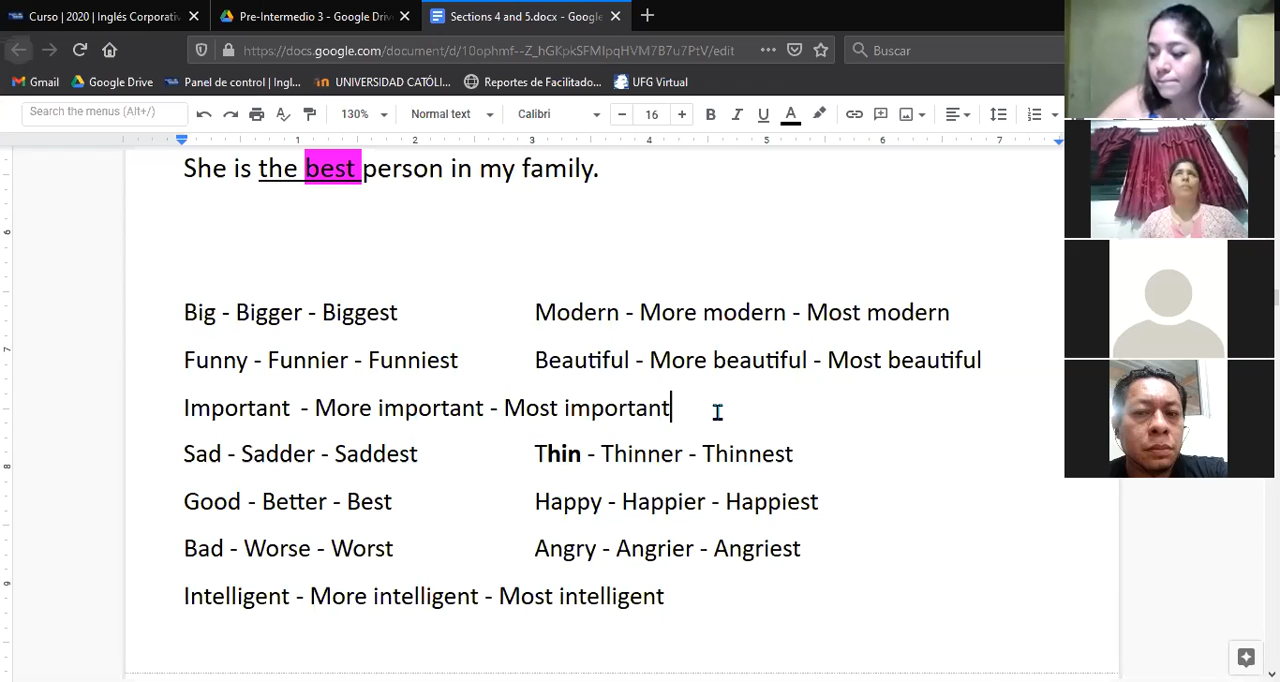 Curso | 2020 | Inglés Corporativ
Pre-Intermedio 3 - Google Driv
Sections 4 and 5.docx - Google
https://docs.google.com/document/d/10ophmf--Z_hGKpkSFMIpqHVM7B7u7PtV/edit
Buscar
Gmail
Google Drive
Panel de control | Ingl...
UNIVERSIDAD CATÓLI...
Reportes de Facilitado...
UFG Virtual
Search the menus (Alt+/)
130%
Normal text
Calibri
16
She is the best person in my family.
Big - Bigger - Biggest Modern - More modern - Most modern
Funny - Funnier - Funniest Beautiful - More beautiful - Most beautiful
Important - More important - Most important
Sad - Sadder - Saddest Thin - Thinner - Thinnest
Good - Better - Best Happy - Happier - Happiest
Bad - Worse - Worst Angry - Angrier - Angriest
Intelligent - More intelligent - Most intelligent